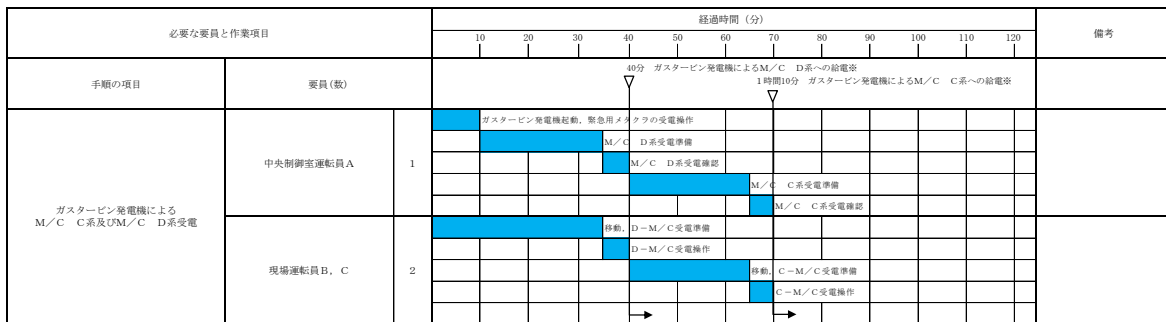 必要な要員と作業項目
経過時間（分）
備考
10 20 30 40 50 60 70 80 90 100 110 120
手順の項目
要員(数)
40分 ガスタービン発電機によるM／C D系への給電※
1時間10分 ガスタービン発電機によるM／C C系への給電※
ガスタービン発電機による
M／C C系及びM／C D系受電
中央制御室運転員A
1
ガスタービン発電機起動，緊急用メタクラの受電操作
M／C D系受電準備
M／C D系受電確認
M／C C系受電準備
M／C C系受電確認
現場運転員B，C
2
移動，D－M／C受電準備
D－M／C受電操作
移動，C－M／C受電準備
C－M／C受電操作